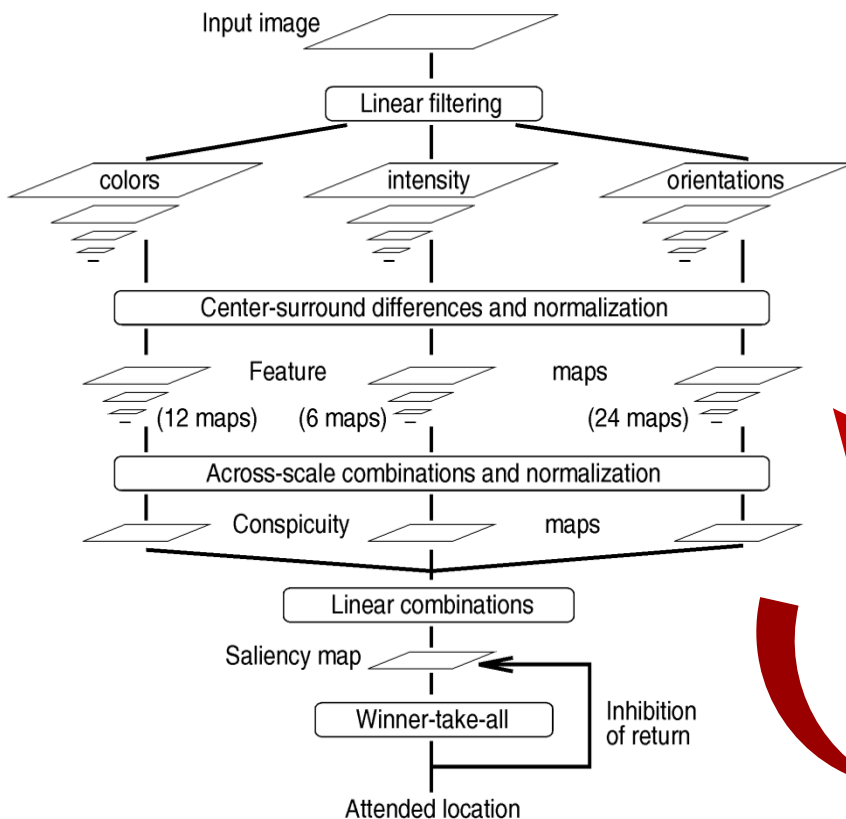 Input image
Linear filtering
colors
intensity
orientations
Center-surround differences and normalization
Feature
maps
(12 maps)
(6 maps)
(24 maps)
Across-scale combinations and normalization
Conspicuity
maps
Linear combinations
Saliency map
Winner-take-all
Inhibition
of return
Attended location